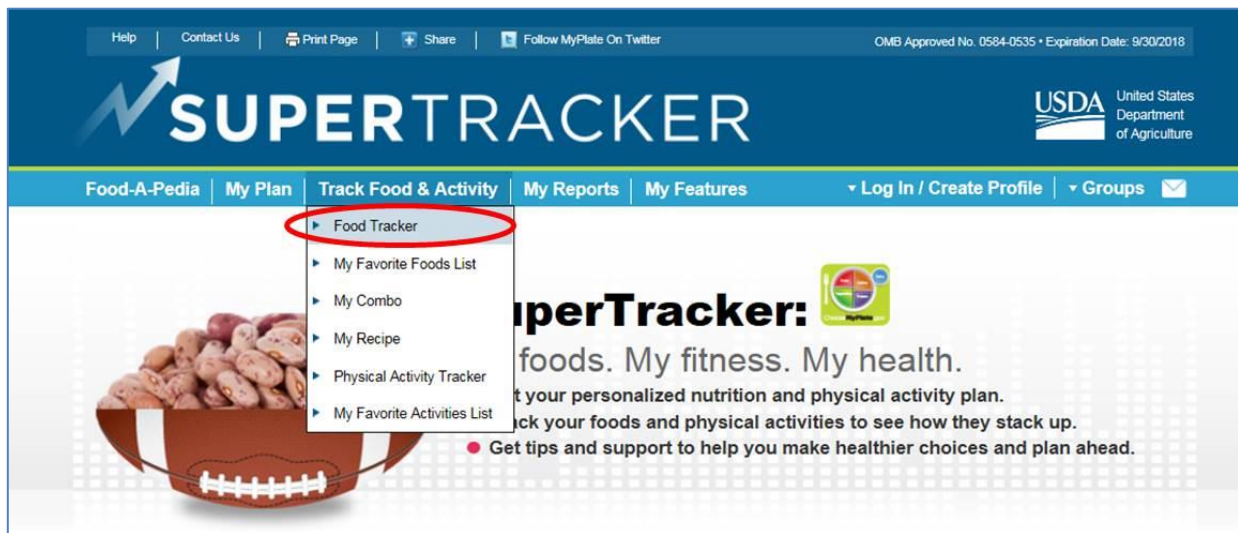 Help | Contact Us | Print Page | Share | Follow MyPlate On Twitter
OMB Approved No. 0584-0535 • Expiration Date: 9/30/2018
SUPERTRACKER
USDA
United States
Department
of Agriculture
Food-A-Pedia | My Plan | Track Food & Activity | My Reports | My Features
Log In / Create Profile | Groups
Food Tracker
My Favorite Foods List
My Combo
My Recipe
Physical Activity Tracker
My Favorite Activities List
uperTracker:
foods. My fitness. My health.
t your personalized nutrition and physical activity plan.
ck your foods and physical activities to see how they stack up.
Get tips and support to help you make healthier choices and plan ahead.